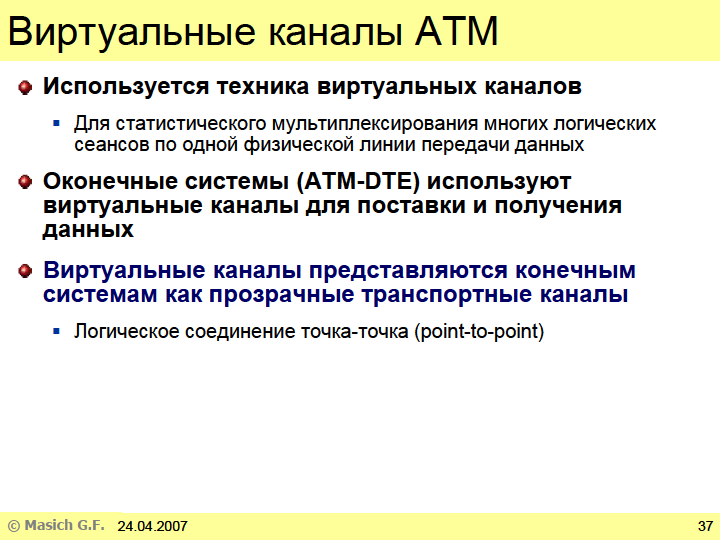 Виртуальные каналы ATM
Используется техника виртуальных каналов
Для статистического мультиплексирования многих логических
сеансов по одной физической линии передачи данных
Оконечные системы (ATM-DTE) используют
виртуальные каналы для поставки и получения
данных
Виртуальные каналы представляются конечным
системам как прозрачные транспортные каналы
Логическое соединение точка-точка (point-to-point)
© Masich G.F. 24.04.2007 37